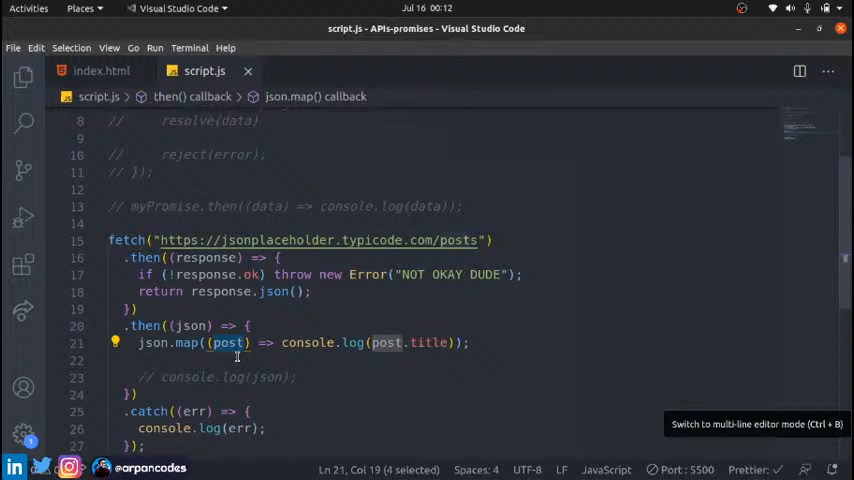 Activities Places Visual Studio Code Jul 16 00:12
script.js - APIs-promises - Visual Studio Code
File Edit Selection View Go Run Terminal Help
index.html script.js
script.js > then() callback > json.map() callback
8 // resolve(data)
9
10 // reject(error);
11 // });
12
13 // myPromise.then((data) => console.log(data));
14
15 fetch("https://jsonplaceholder.typicode.com/posts")
16 .then((response) => {
17 if (!response.ok) throw new Error("NOT OKAY DUDE");
18 return response.json();
19 })
20 .then((json) => {
21 json.map((post) => console.log(post.title));
22
23 // console.log(json);
24 })
25 .catch((err) => {
26 console.log(err);
27 });
Switch to multi-line editor mode (Ctrl + B)
1
@arpancodes Ln 21, Col 19 (4 selected) Spaces: 4 UTF-8 LF JavaScript Port : 5500 Prettier: ✓